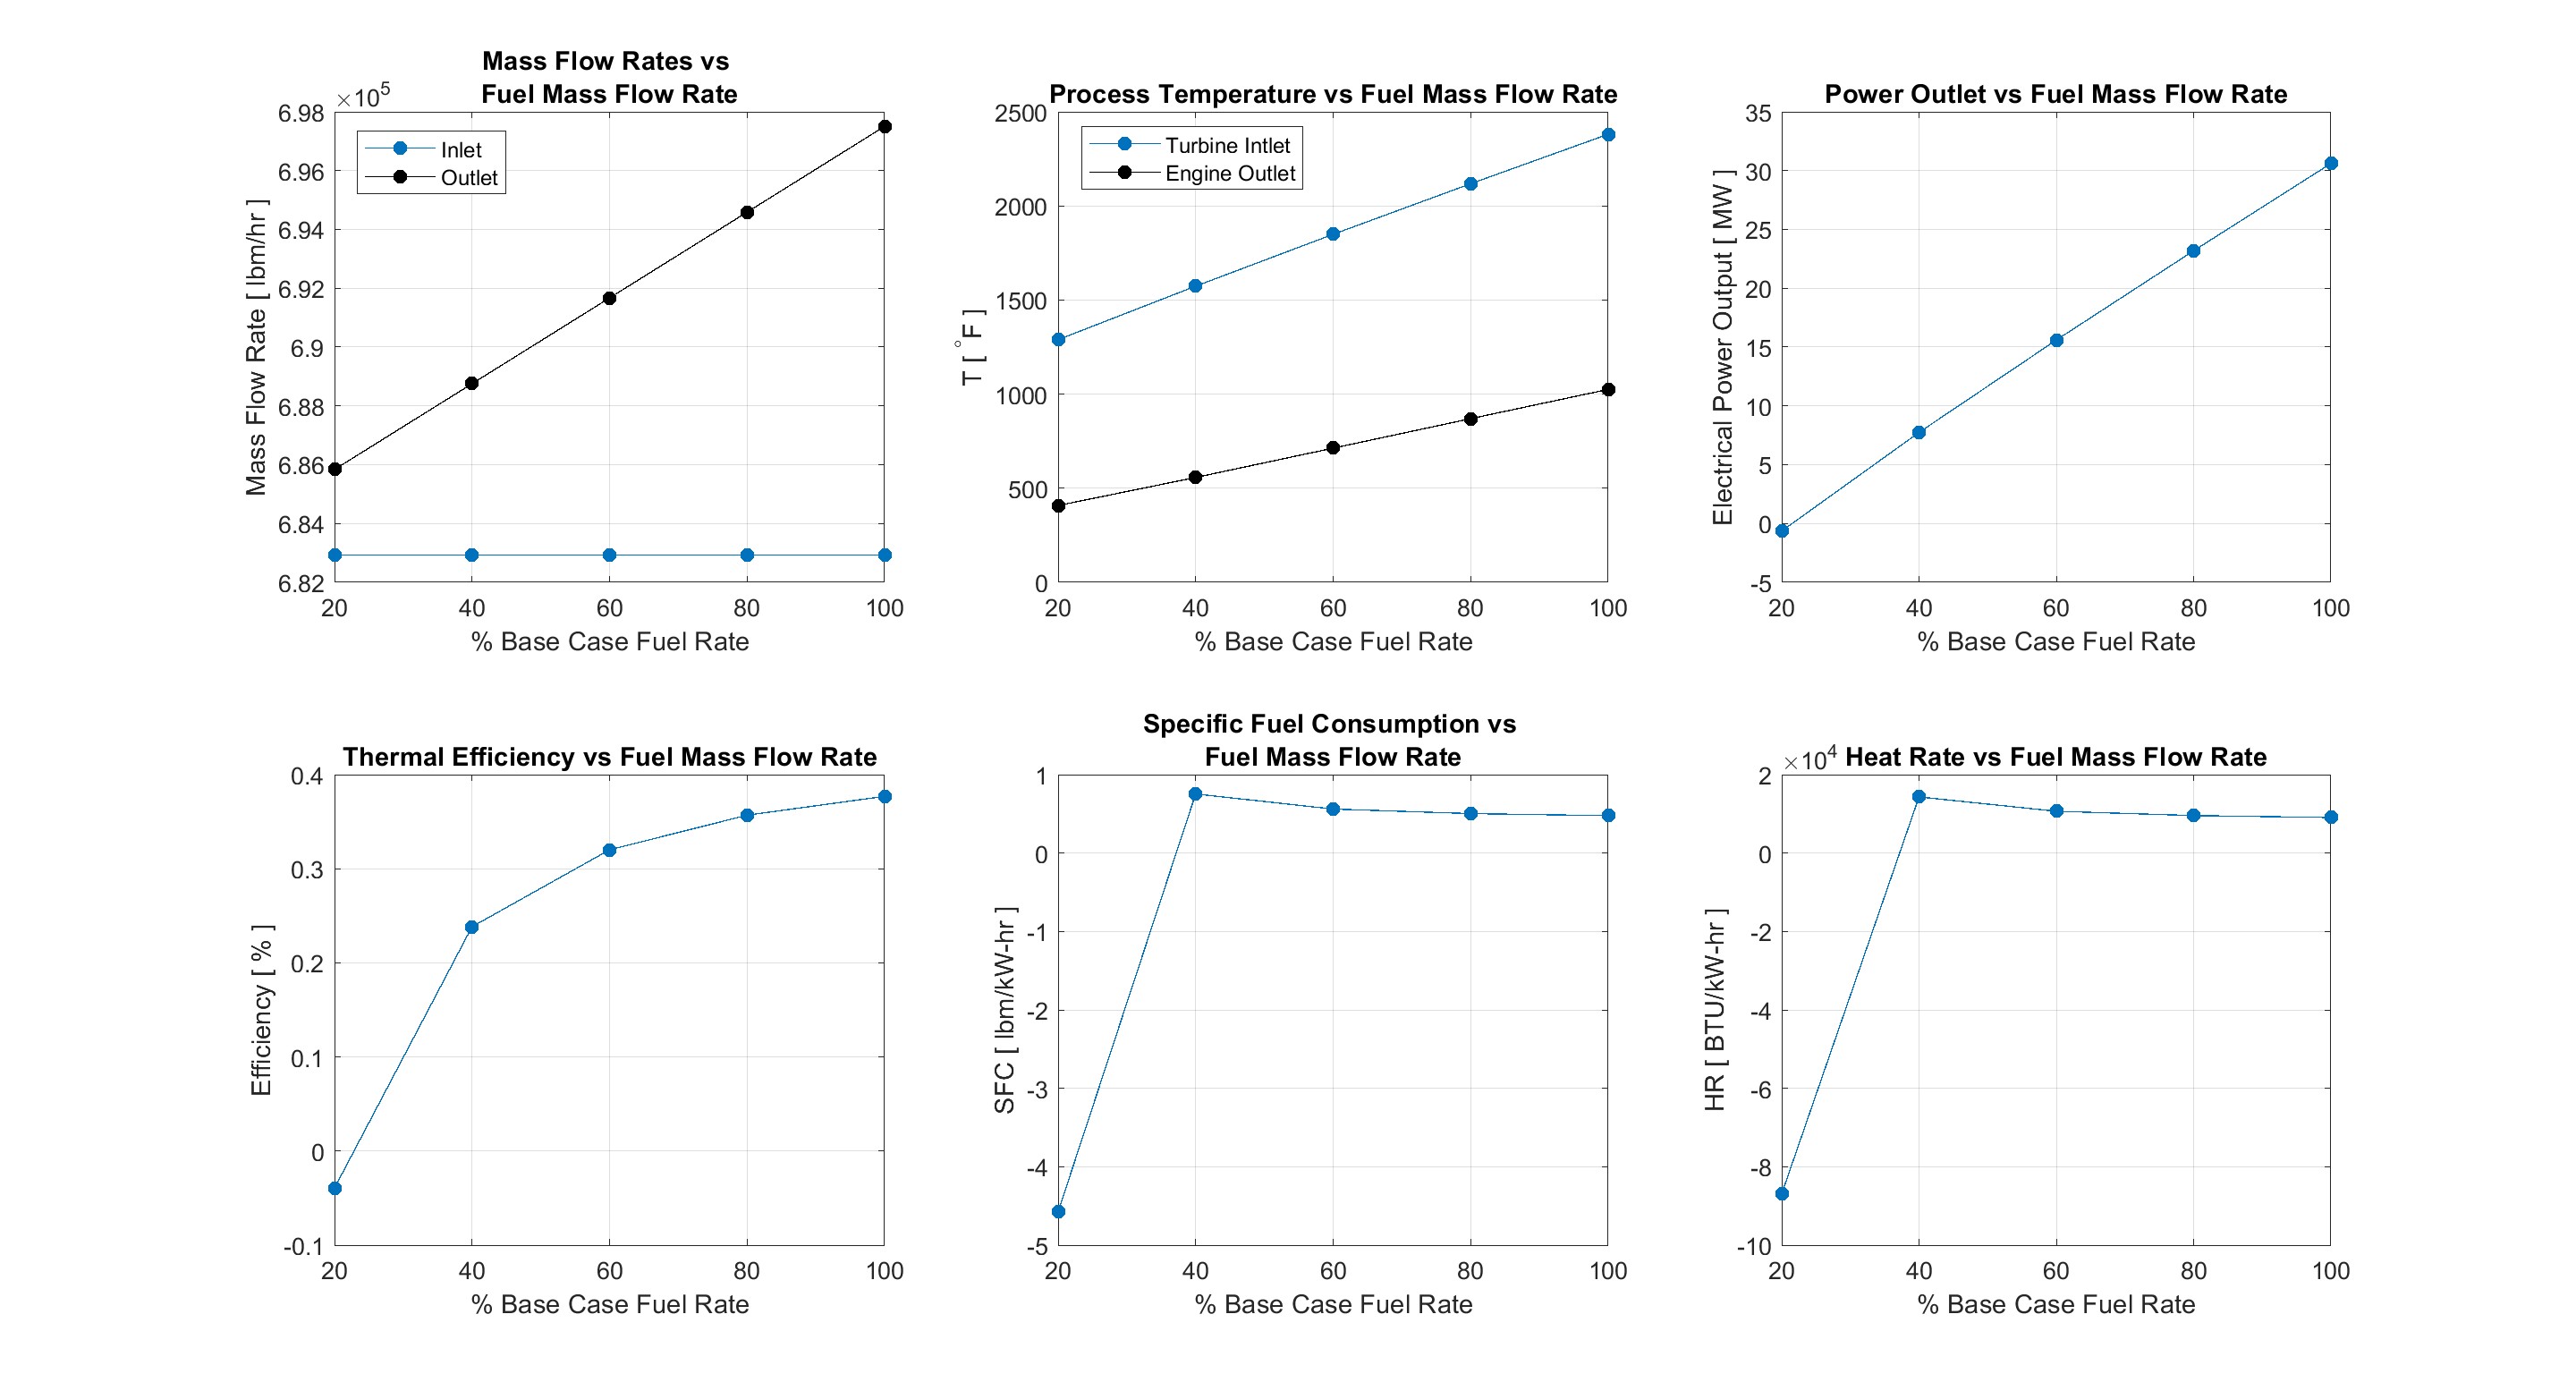 Mass Flow Rates vs
Fuel Mass Flow Rate
×10^5
6.98
6.96
6.94
6.92
6.9
6.88
6.86
6.84
6.82
Mass Flow Rate [ lbm/hr ]
Inlet
Outlet
20 40 60 80 100
% Base Case Fuel Rate
Process Temperature vs Fuel Mass Flow Rate
2500
2000
1500
1000
500
0
T [ °F ]
Turbine Intlet
Engine Outlet
20 40 60 80 100
% Base Case Fuel Rate
Power Outlet vs Fuel Mass Flow Rate
35
30
25
20
15
10
5
0
-5
Electrical Power Output [ MW ]
20 40 60 80 100
% Base Case Fuel Rate
Thermal Efficiency vs Fuel Mass Flow Rate
0.4
0.3
0.2
0.1
0
-0.1
Efficiency [ % ]
20 40 60 80 100
% Base Case Fuel Rate
Specific Fuel Consumption vs
Fuel Mass Flow Rate
1
0
-1
-2
-3
-4
-5
SFC [ lbm/kW-hr ]
20 40 60 80 100
% Base Case Fuel Rate
×10^4 Heat Rate vs Fuel Mass Flow Rate
2
0
-2
-4
-6
-8
-10
HR [ BTU/kW-hr ]
20 40 60 80 100
% Base Case Fuel Rate